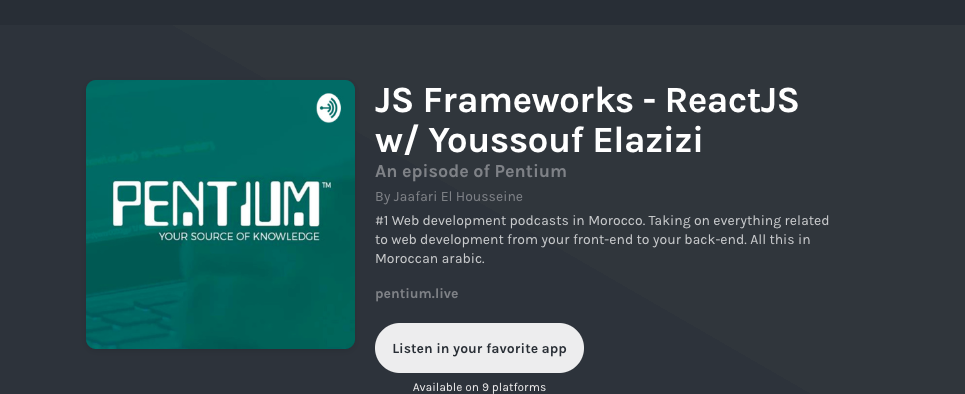 JS Frameworks - ReactJS
w/ Youssouf Elazizi
An episode of Pentium
By Jaafari El Housseine
#1 Web development podcasts in Morocco. Taking on everything related
to web development from your front-end to your back-end. All this in
Moroccan arabic.
pentium.live
Listen in your favorite app
Available on 9 platforms
PENTIUM™
YOUR SOURCE OF KNOWLEDGE